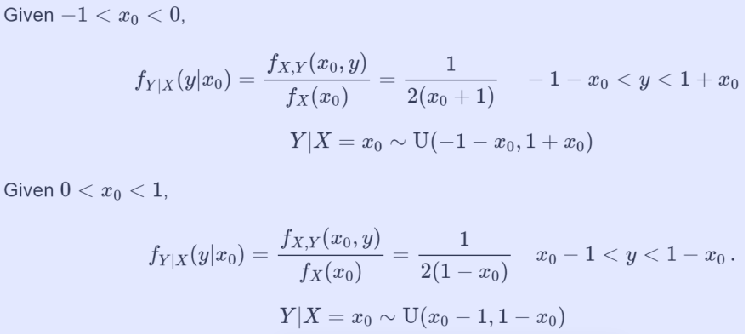 Given −1 < x₀ < 0,
f_{Y|X}(y|x₀) = f_{X,Y}(x₀, y) / f_X(x₀) = 1 / 2(x₀ + 1)   −1 − x₀ < y < 1 + x₀
Y|X = x₀ ∼ U(−1 − x₀, 1 + x₀)
Given 0 < x₀ < 1,
f_{Y|X}(y|x₀) = f_{X,Y}(x₀, y) / f_X(x₀) = 1 / 2(1 − x₀)   x₀ − 1 < y < 1 − x₀ .
Y|X = x₀ ∼ U(x₀ − 1, 1 − x₀)